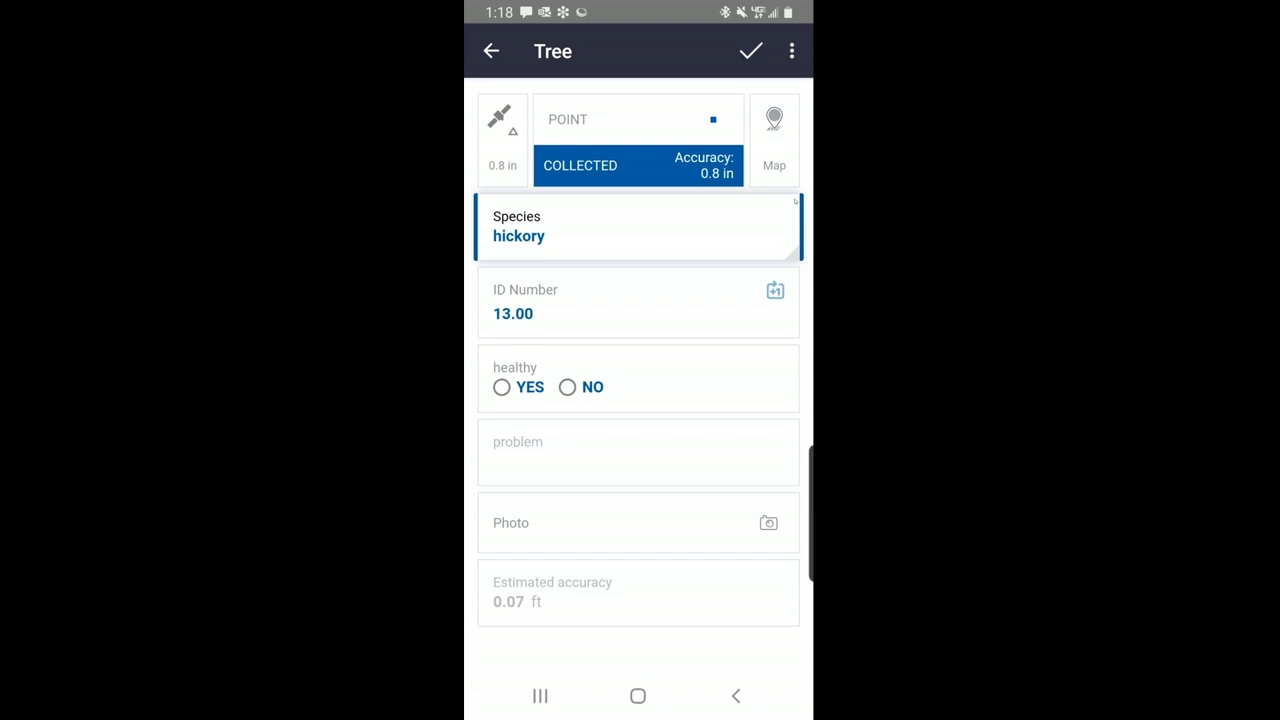 1:18
Tree
POINT
0.8 in
COLLECTED
Accuracy:
0.8 in
Map
Species
hickory
ID Number
+1
13.00
healthy
YES NO
problem
Photo
Estimated accuracy
0.07 ft